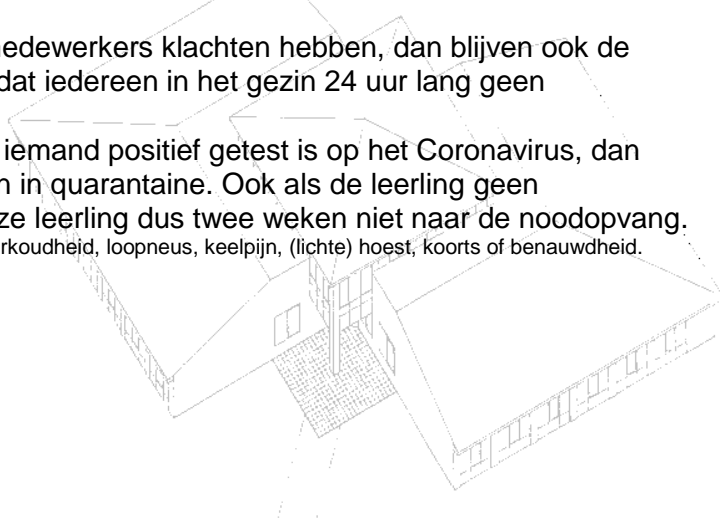 medewerkers klachten hebben, dan blijven ook de
dat iedereen in het gezin 24 uur lang geen
iemand positief getest is op het Coronavirus, dan
n in quarantaine. Ook als de leerling geen
ze leerling dus twee weken niet naar de noodopvang.
rkoudheid, loopneus, keelpijn, (lichte) hoest, koorts of benauwdheid.